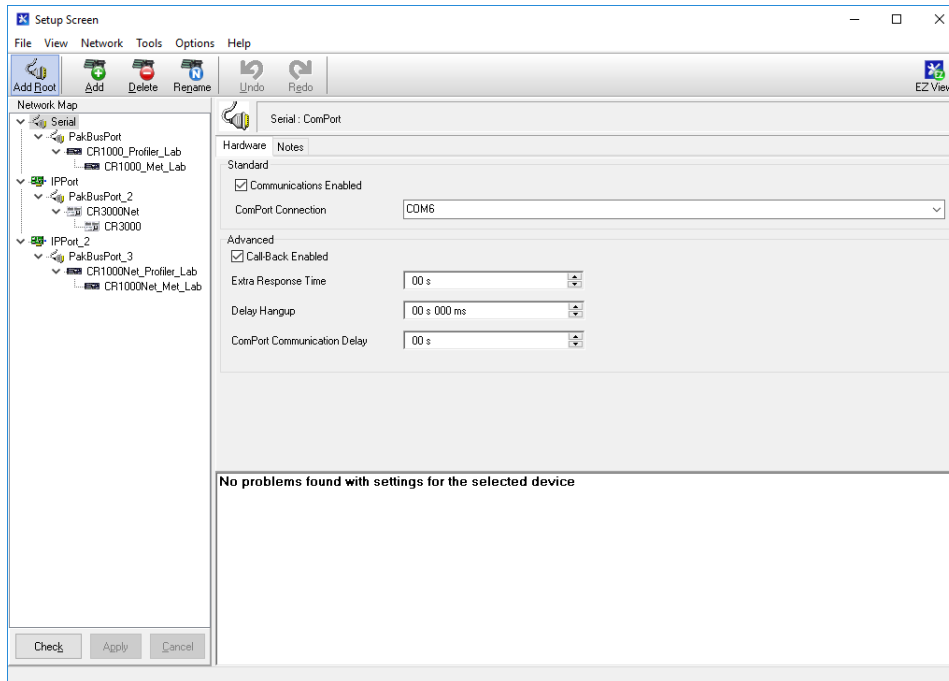 Setup Screen
File View Network Tools Options Help
Add Root Add Delete Rename Undo Redo EZ View
Network Map
Serial
PakBusPort
CR1000_Profiler_Lab
CR1000_Met_Lab
IPPort
PakBusPort_2
CR3000Net
CR3000
IPPort_2
PakBusPort_3
CR1000Net_Profiler_Lab
CR1000Net_Met_Lab
Check Apply Cancel
Serial : ComPort
Hardware Notes
Standard
Communications Enabled
ComPort Connection COM6
Advanced
Call-Back Enabled
Extra Response Time 00 s
Delay Hangup 00 s 000 ms
ComPort Communication Delay 00 s
No problems found with settings for the selected device